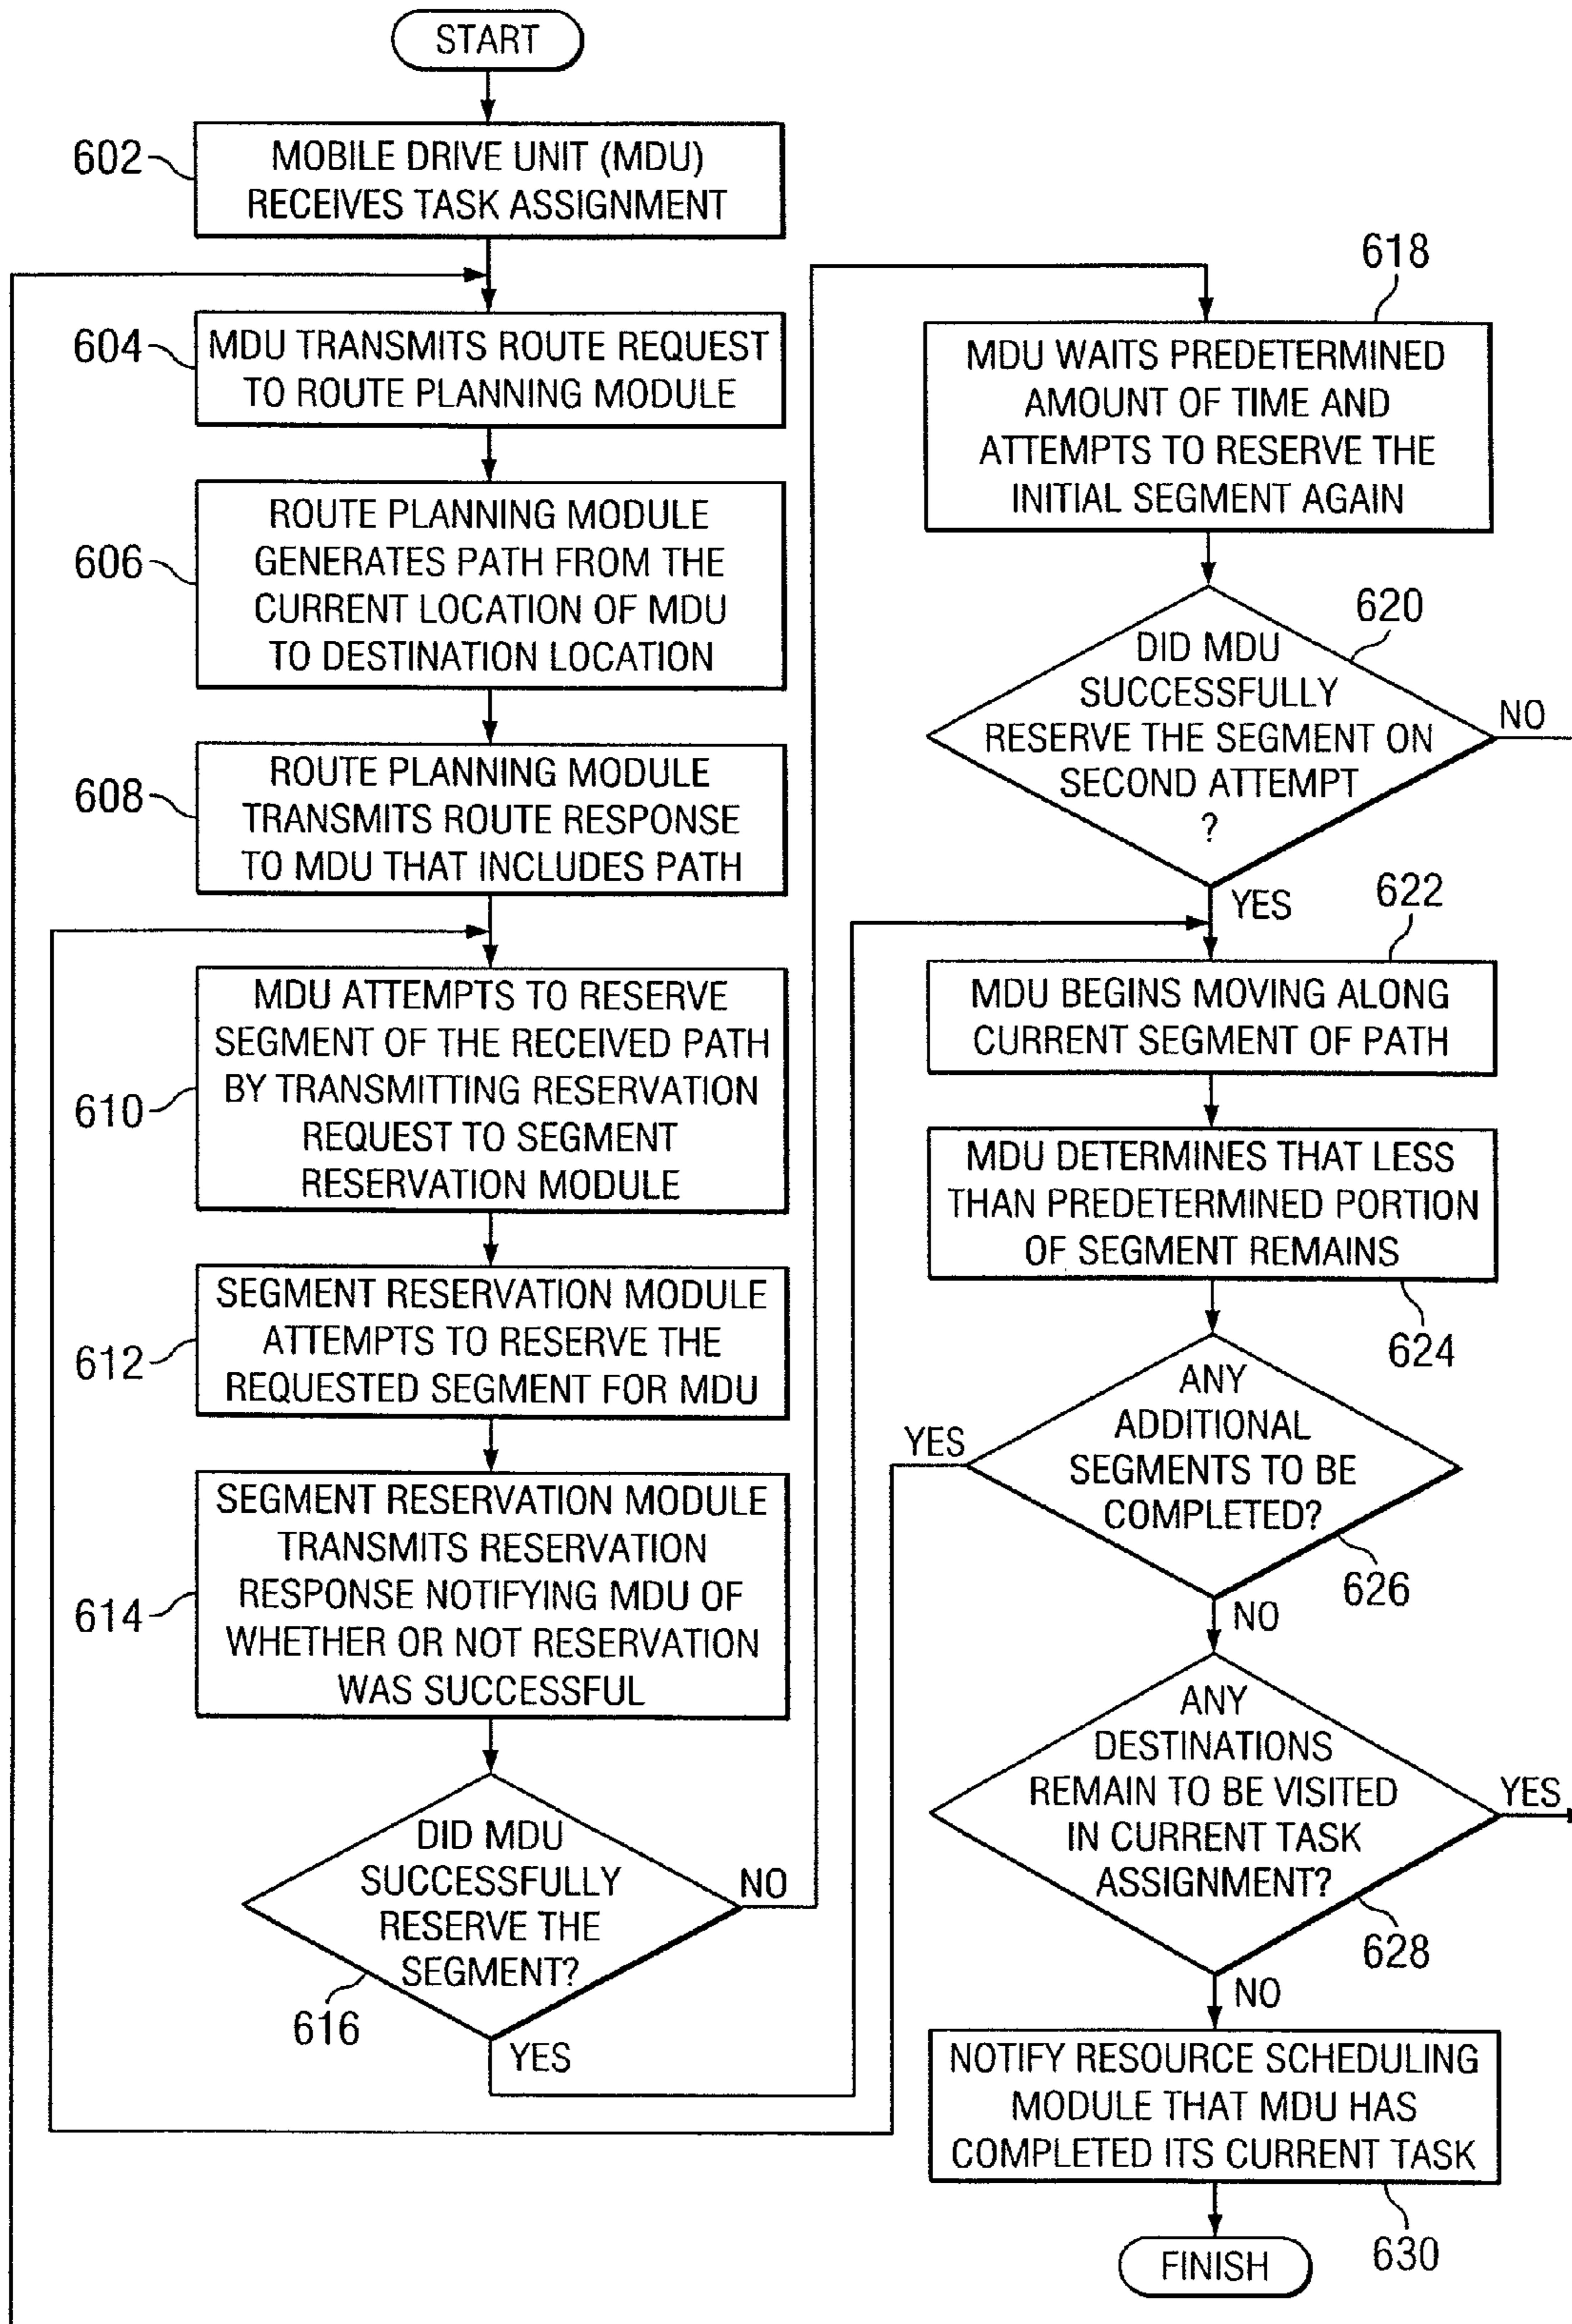 START
602
MOBILE DRIVE UNIT (MDU)
RECEIVES TASK ASSIGNMENT
604
MDU TRANSMITS ROUTE REQUEST
TO ROUTE PLANNING MODULE
606
ROUTE PLANNING MODULE
GENERATES PATH FROM THE
CURRENT LOCATION OF MDU
TO DESTINATION LOCATION
608
ROUTE PLANNING MODULE
TRANSMITS ROUTE RESPONSE
TO MDU THAT INCLUDES PATH
610
MDU ATTEMPTS TO RESERVE
SEGMENT OF THE RECEIVED PATH
BY TRANSMITTING RESERVATION
REQUEST TO SEGMENT
RESERVATION MODULE
612
SEGMENT RESERVATION MODULE
ATTEMPTS TO RESERVE THE
REQUESTED SEGMENT FOR MDU
614
SEGMENT RESERVATION MODULE
TRANSMITS RESERVATION
RESPONSE NOTIFYING MDU OF
WHETHER OR NOT RESERVATION
WAS SUCCESSFUL
DID MDU
SUCCESSFULLY
RESERVE THE
SEGMENT?
NO
616
YES
618
MDU WAITS PREDETERMINED
AMOUNT OF TIME AND
ATTEMPTS TO RESERVE THE
INITIAL SEGMENT AGAIN
620
DID MDU
SUCCESSFULLY
RESERVE THE SEGMENT ON
SECOND ATTEMPT
?
NO
YES
622
MDU BEGINS MOVING ALONG
CURRENT SEGMENT OF PATH
MDU DETERMINES THAT LESS
THAN PREDETERMINED PORTION
OF SEGMENT REMAINS
624
ANY
ADDITIONAL
SEGMENTS TO BE
COMPLETED?
YES
626
NO
ANY
DESTINATIONS
REMAIN TO BE VISITED
IN CURRENT TASK
ASSIGNMENT?
YES
628
NO
NOTIFY RESOURCE SCHEDULING
MODULE THAT MDU HAS
COMPLETED ITS CURRENT TASK
630
FINISH